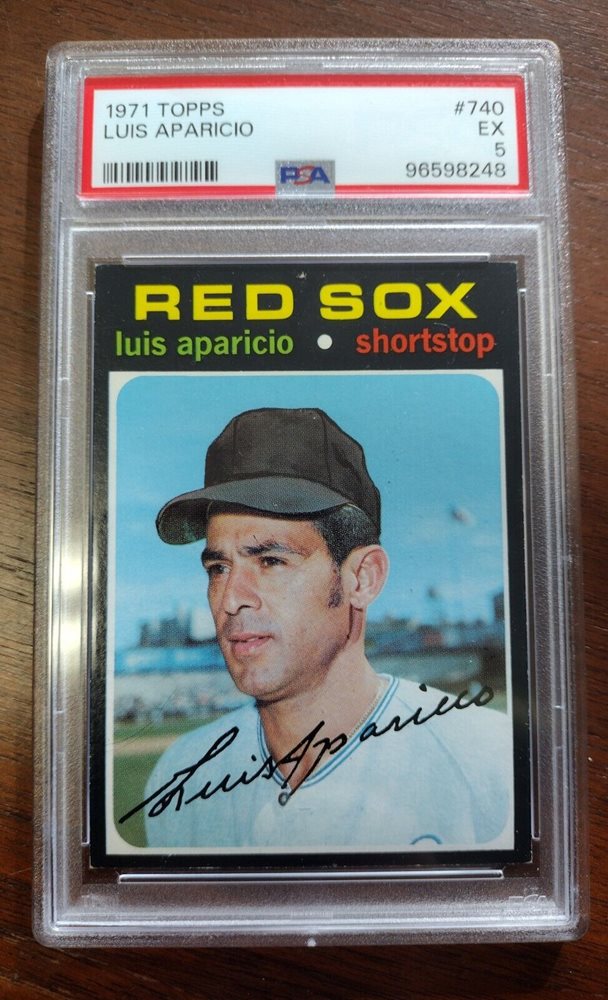 1971 TOPPS #740
LUIS APARICIO EX
5
PSA 96598248
RED SOX
luis aparicio • shortstop
Luis Aparicio